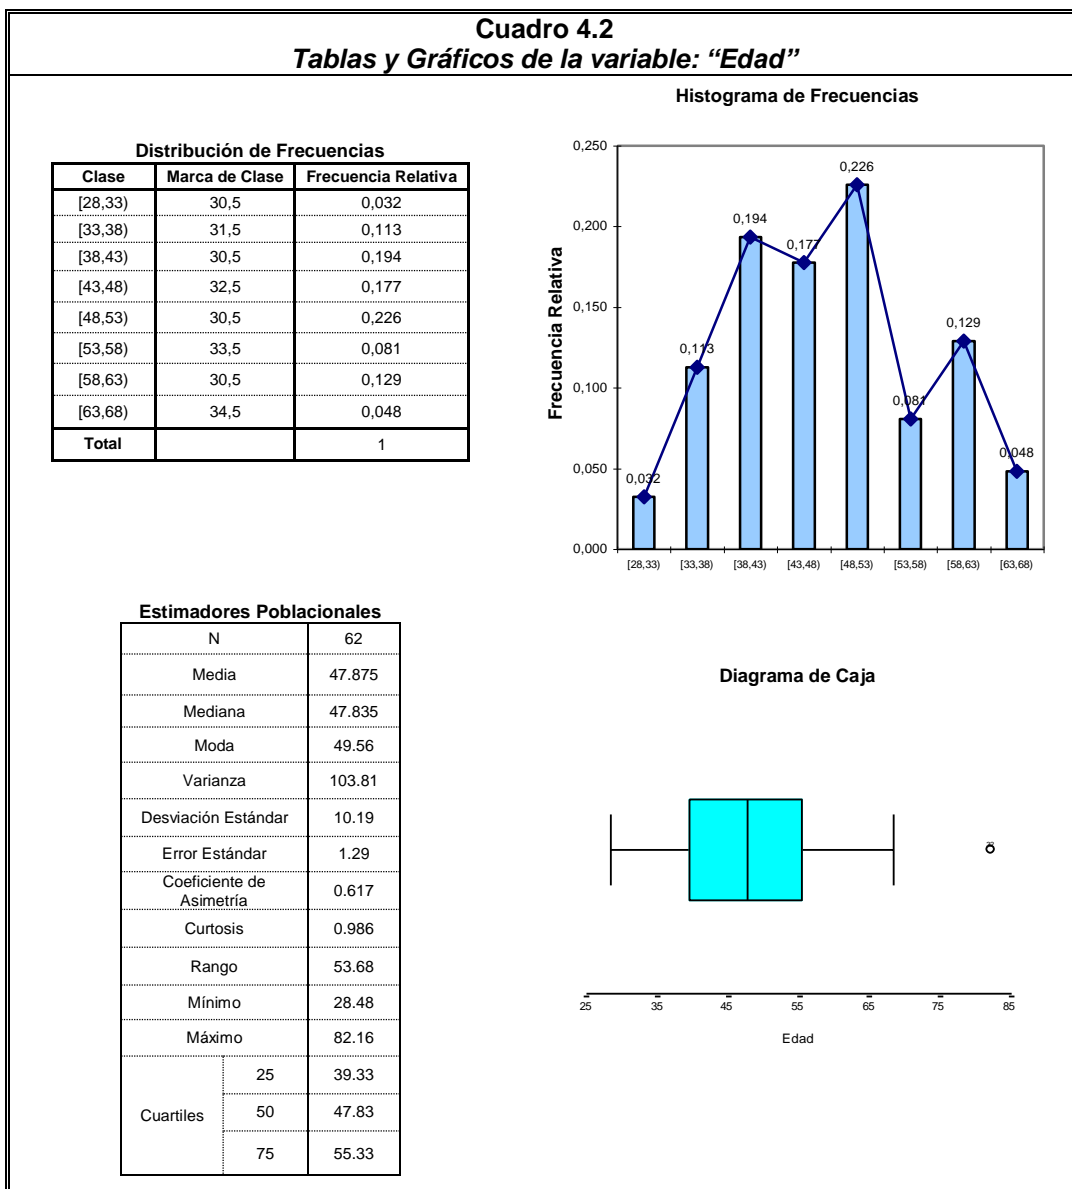 Cuadro 4.2
Tablas y Gráficos de la variable: “Edad”
Distribución de Frecuencias
Clase Marca de Clase Frecuencia Relativa
[28,33) 30,5 0,032
[33,38) 31,5 0,113
[38,43) 30,5 0,194
[43,48) 32,5 0,177
[48,53) 30,5 0,226
[53,58) 33,5 0,081
[58,63) 30,5 0,129
[63,68) 34,5 0,048
Total 1
Histograma de Frecuencias
Frecuencia Relativa
0,250
0,200
0,150
0,100
0,050
0,000
0,032
0,113
0,194
0,177
0,226
0,081
0,129
0,048
[28,33) [33,38) [38,43) [43,48) [48,53) [53,58) [58,63) [63,68)
Estimadores Poblacionales
N 62
Media 47.875
Mediana 47.835
Moda 49.56
Varianza 103.81
Desviación Estándar 10.19
Error Estándar 1.29
Coeficiente de
Asimetría 0.617
Curtosis 0.986
Rango 53.68
Mínimo 28.48
Máximo 82.16
Cuartiles
25 39.33
50 47.83
75 55.33
Diagrama de Caja
25 35 45 55 65 75 85
Edad